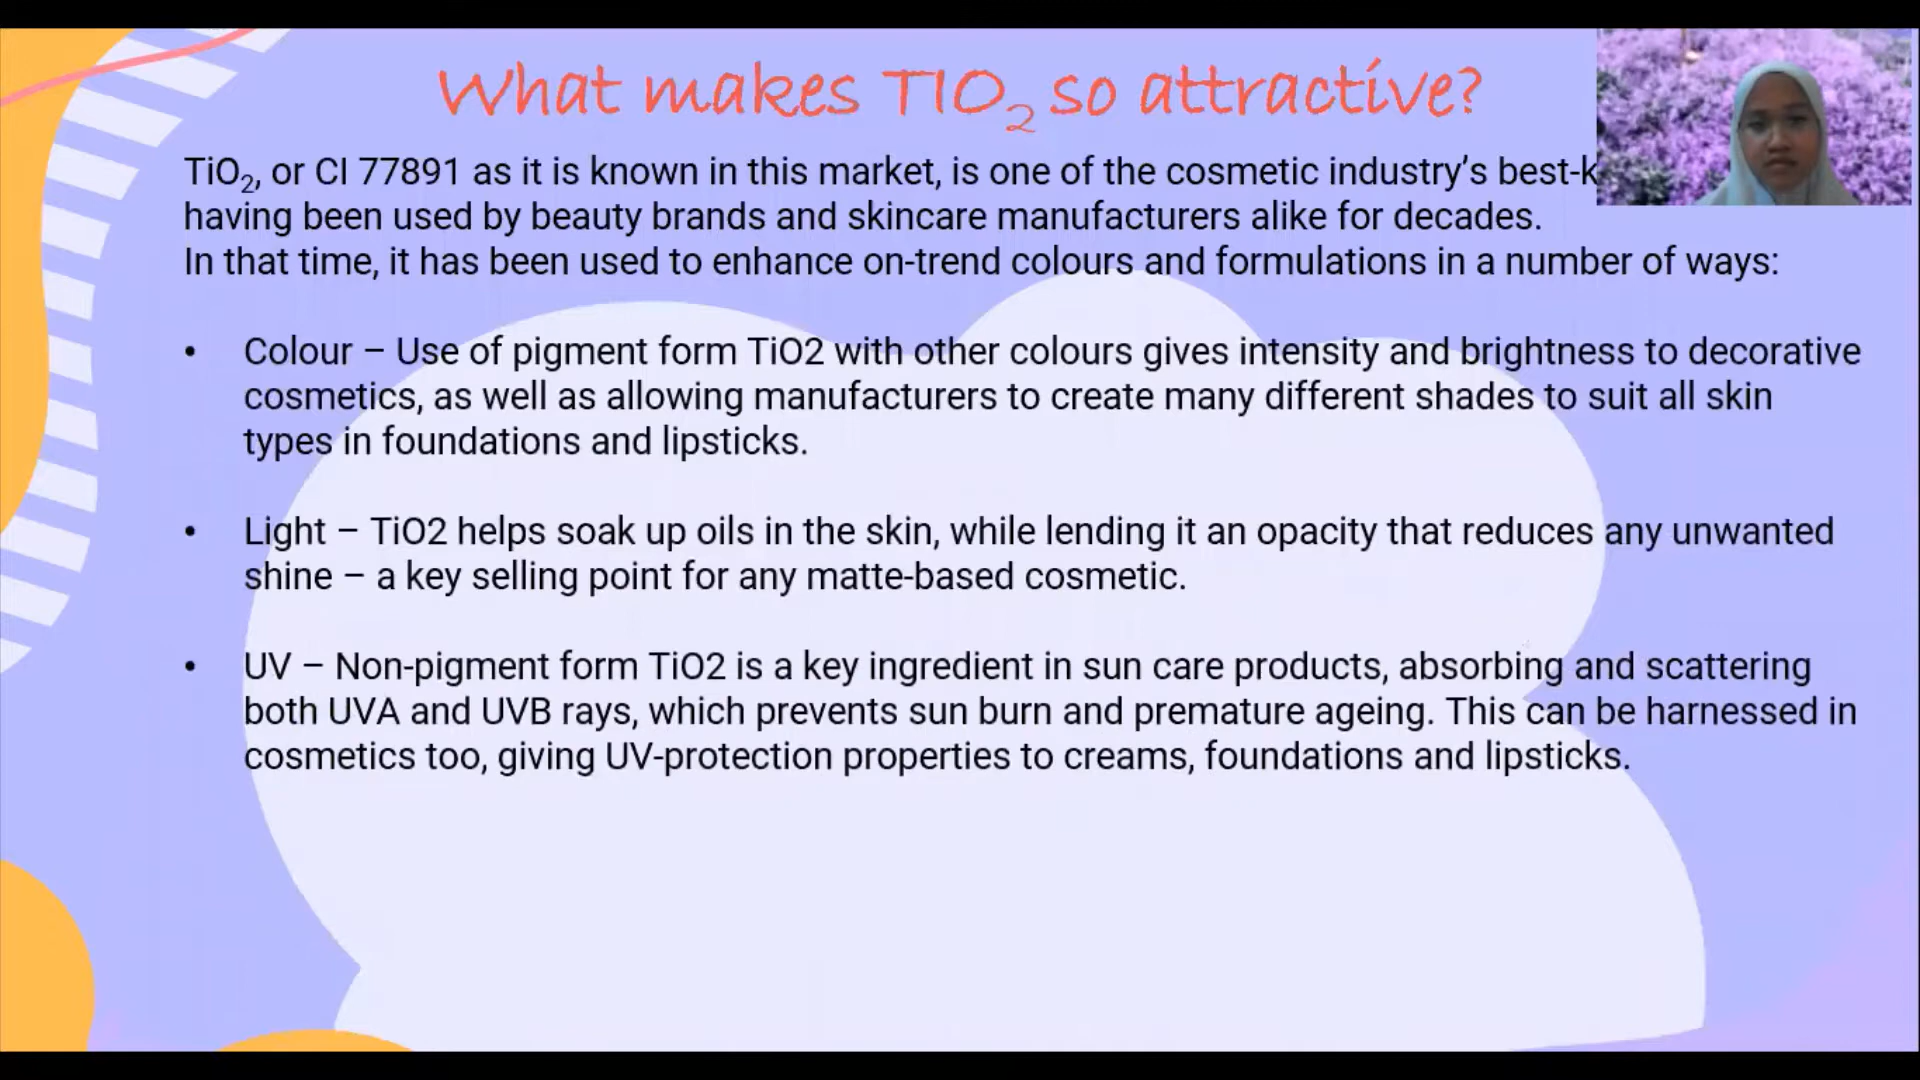 What makes TIO₂ so attractive?
TiO₂, or CI 77891 as it is known in this market, is one of the cosmetic industry’s
having been used by beauty brands and skincare manufacturers alike for decades.
In that time, it has been used to enhance on-trend colours and formulations in a number of ways:
• Colour – Use of pigment form TiO2 with other colours gives intensity and brightness to decorative
cosmetics, as well as allowing manufacturers to create many different shades to suit all skin
types in foundations and lipsticks.
• Light – TiO2 helps soak up oils in the skin, while lending it an opacity that reduces any unwanted
shine – a key selling point for any matte-based cosmetic.
• UV – Non-pigment form TiO2 is a key ingredient in sun care products, absorbing and scattering
both UVA and UVB rays, which prevents sun burn and premature ageing. This can be harnessed in
cosmetics too, giving UV-protection properties to creams, foundations and lipsticks.